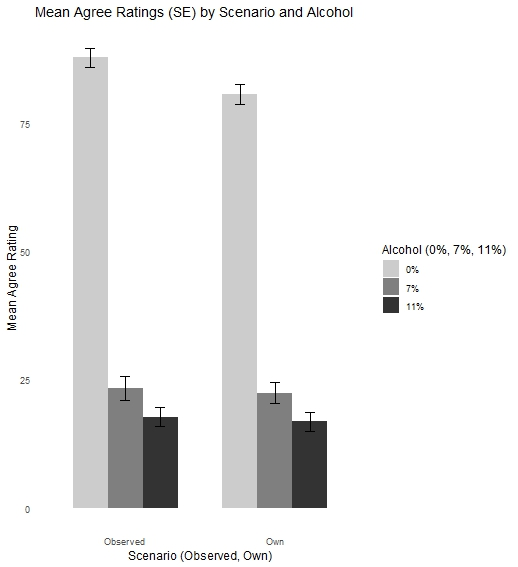 Mean Agree Ratings (SE) by Scenario and Alcohol
Mean Agree Rating
75
50
25
0
Observed
Own
Scenario (Observed, Own)
Alcohol (0%, 7%, 11%)
0%
7%
11%